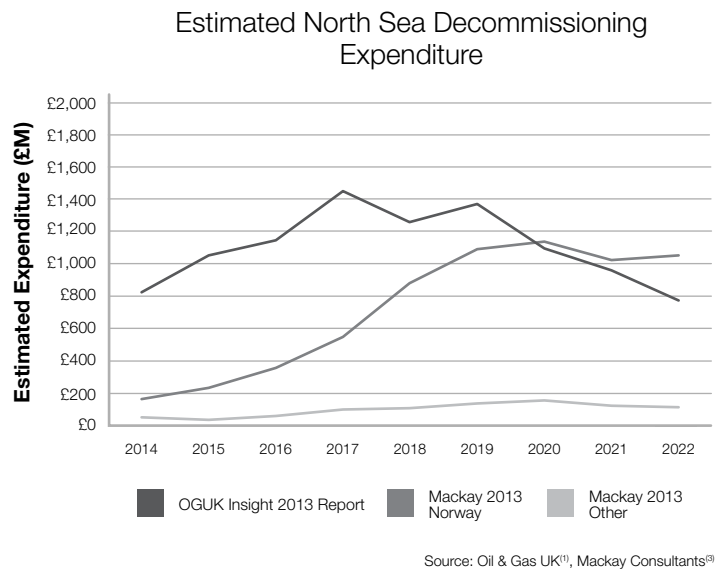 Estimated North Sea Decommissioning
Expenditure
Estimated Expenditure (£M)
£2,000
£1,800
£1,600
£1,400
£1,200
£1,000
£800
£600
£400
£200
£0
2014 2015 2016 2017 2018 2019 2020 2021 2022
OGUK Insight 2013 Report
Mackay 2013
Norway
Mackay 2013
Other
Source: Oil & Gas UK(1), Mackay Consultants(3)